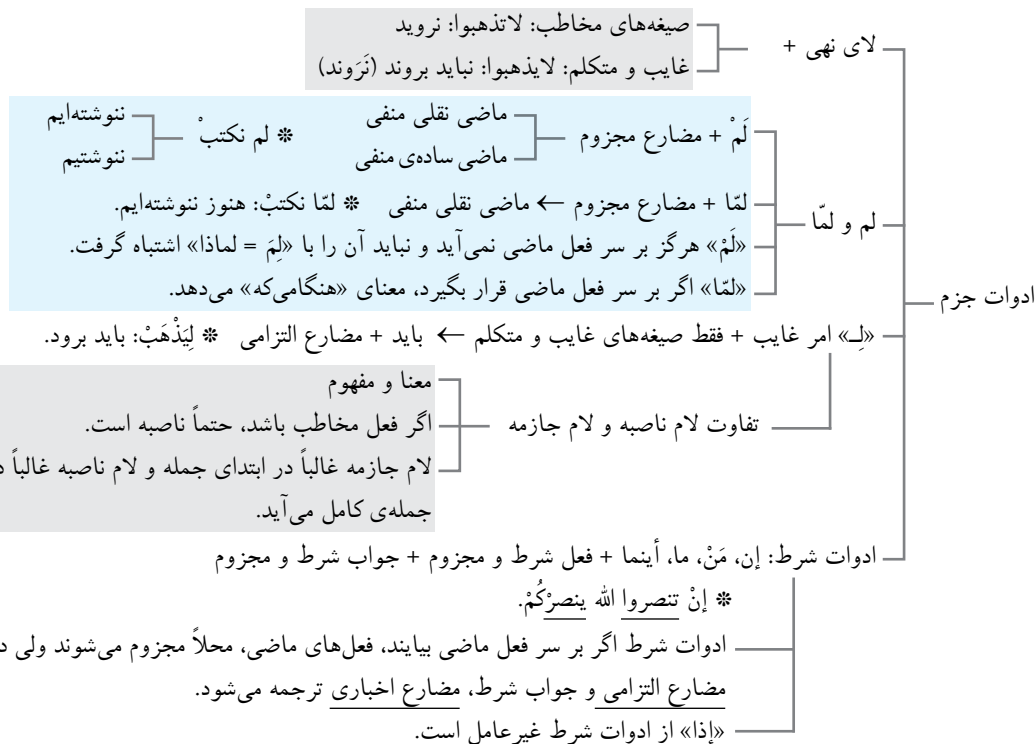 ادوات جزم
لای نهی +
صیغه‌های مخاطب: لاتذهبوا: نروید
غایب و متکلم: لایذهبوا: نباید بروند (نَرَوند)
لم و لمّا
لَمْ + مضارع مجزوم
ماضی نقلی منفی
ماضی ساده‌ی منفی
❊ لم نکتبْ
ننوشته‌ایم
ننوشتیم
لمّا + مضارع مجزوم ← ماضی نقلی منفی ❊ لمّا نکتبْ: هنوز ننوشته‌ایم.
«لَمْ» هرگز بر سر فعل ماضی نمی‌آید و نباید آن را با «لِمَ = لماذا» اشتباه گرفت.
«لمّا» اگر بر سر فعل ماضی قرار بگیرد، معنای «هنگامی‌که» می‌دهد.
«لِـ» امر غایب + فقط صیغه‌های غایب و متکلم ← باید + مضارع التزامی ❊ لِیَذْهَبْ: باید برود.
تفاوت لام ناصبه و لام جازمه
معنا و مفهوم
اگر فعل مخاطب باشد، حتماً ناصبه است.
لام جازمه غالباً در ابتدای جمله و لام ناصبه غالباً
جمله‌ی کامل می‌آید.
ادوات شرط: إن، مَنْ، ما، أینما + فعل شرط و مجزوم + جواب شرط و مجزوم
❊ إنْ تنصروا الله ینصرْکُمْ.
ادوات شرط اگر بر سر فعل ماضی بیایند، فعل‌های ماضی، محلاً مجزوم می‌شوند ولی
مضارع التزامی و جواب شرط، مضارع اخباری ترجمه می‌شود.
«إذا» از ادوات شرط غیرعامل است.